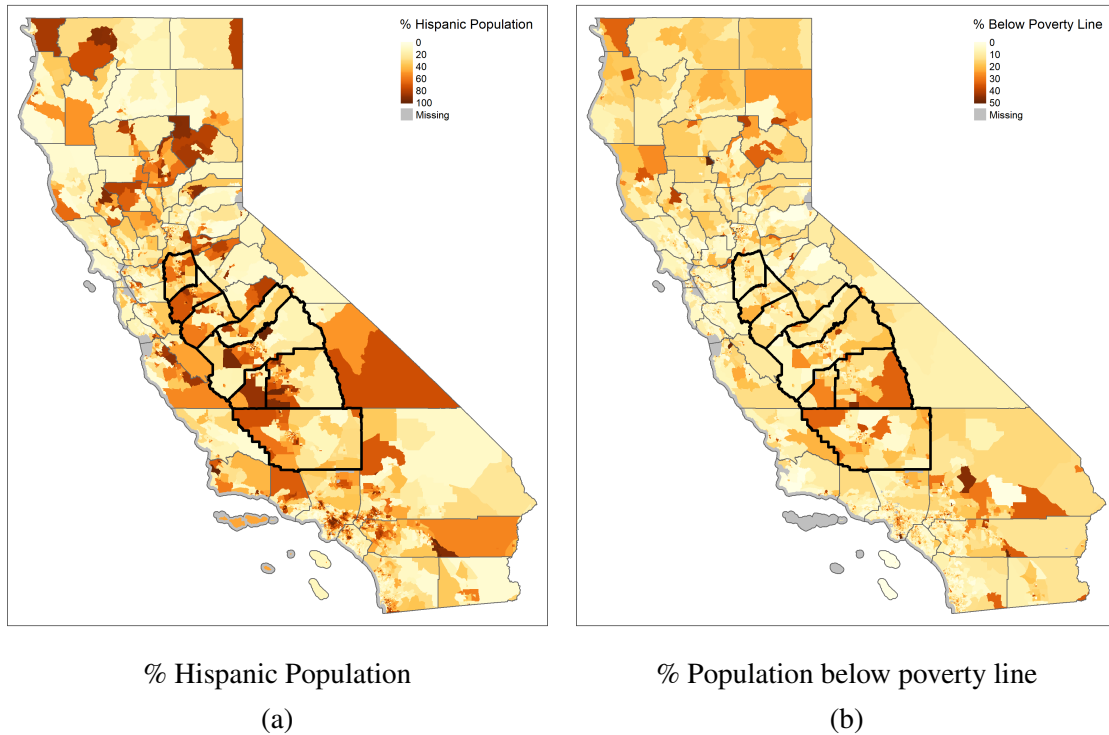 % Hispanic Population
0
20
40
60
80
100
Missing
% Below Poverty Line
0
10
20
30
40
50
Missing
% Hispanic Population
(a)
% Population below poverty line
(b)